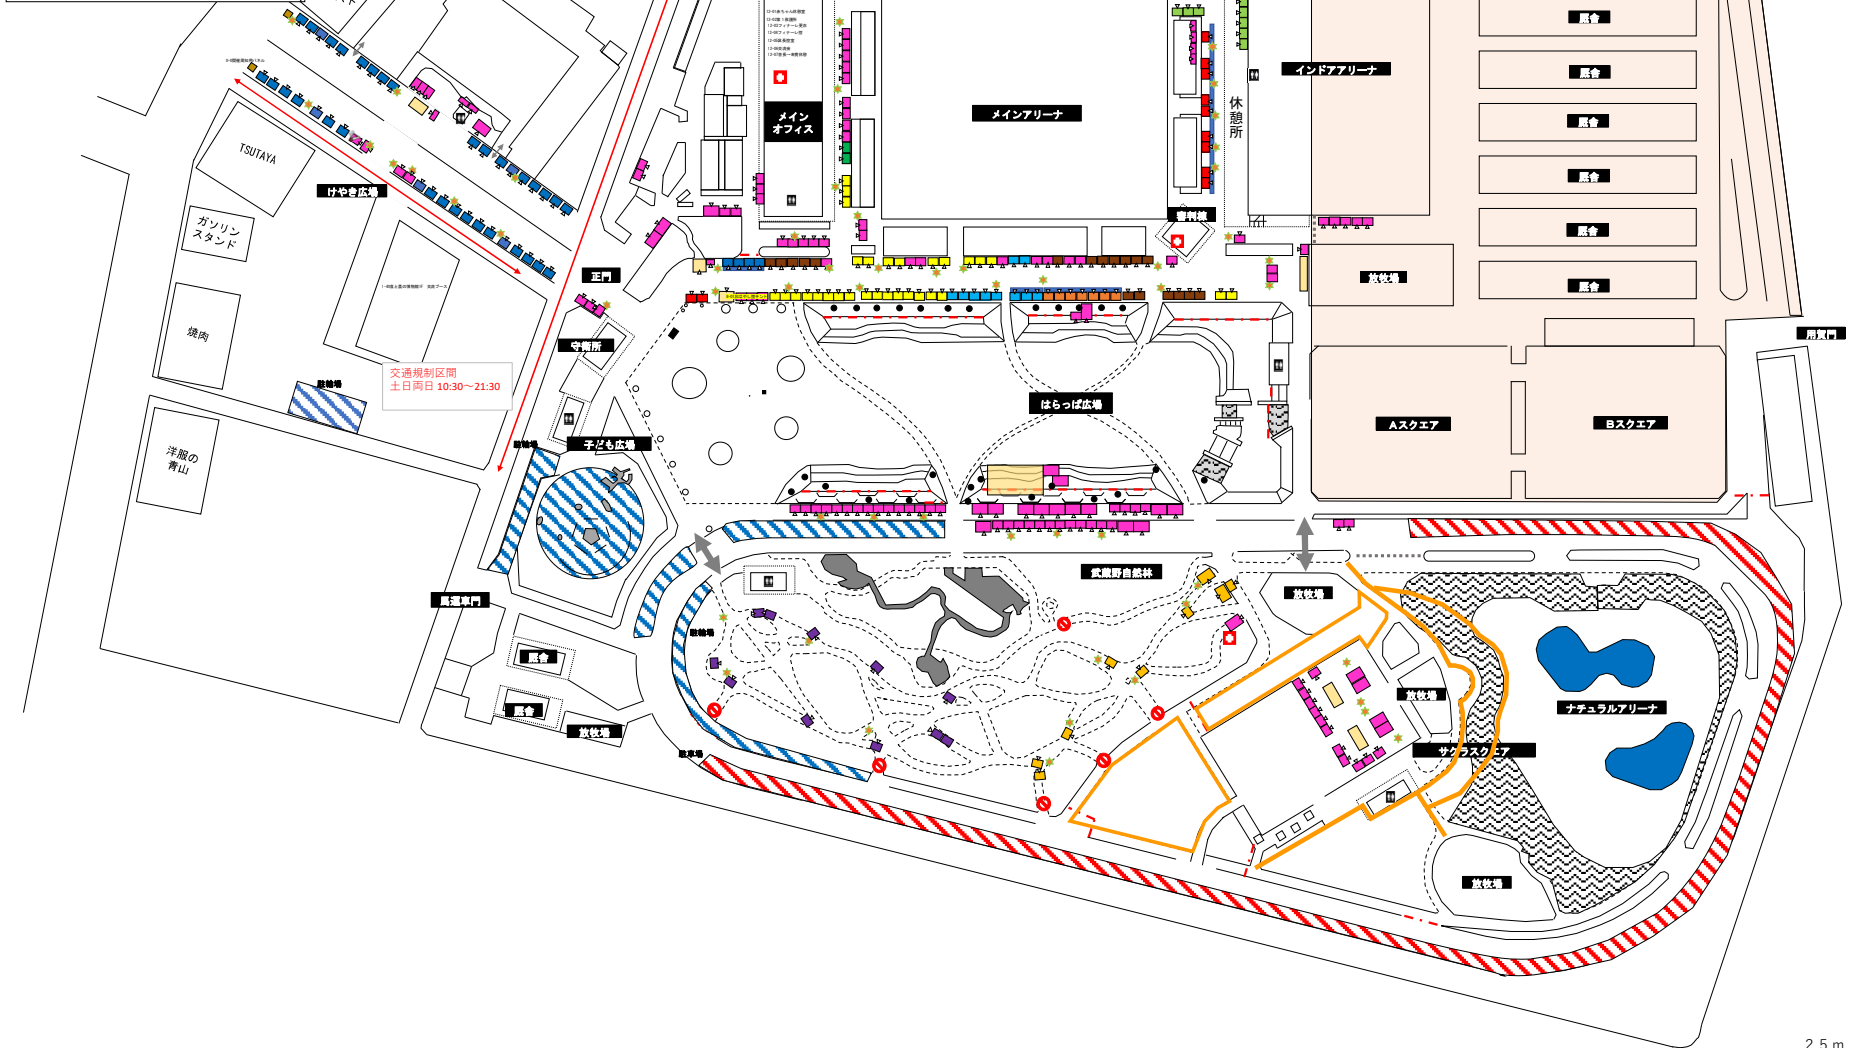 厩舎
インドアアリーナ
厩舎
休憩所
メインアリーナ
メイン
オフィス
厩舎
TSUTAYA
けやき広場
厩舎
ガソリン
スタンド
審判棟
厩舎
正門
放牧場
厩舎
焼肉
守衛所
用賀門
交通規制区間
土日両日 10:30～21:30
駐輪場
はらっぱ広場
Aスクエア
Bスクエア
駐輪場
子ども広場
洋服の
青山
武蔵野自然林
放牧場
馬運車門
駐輪場
厩舎
放牧場
厩舎
ナチュラルアリーナ
放牧場
サクラスクエア
駐車場
放牧場
2.5m